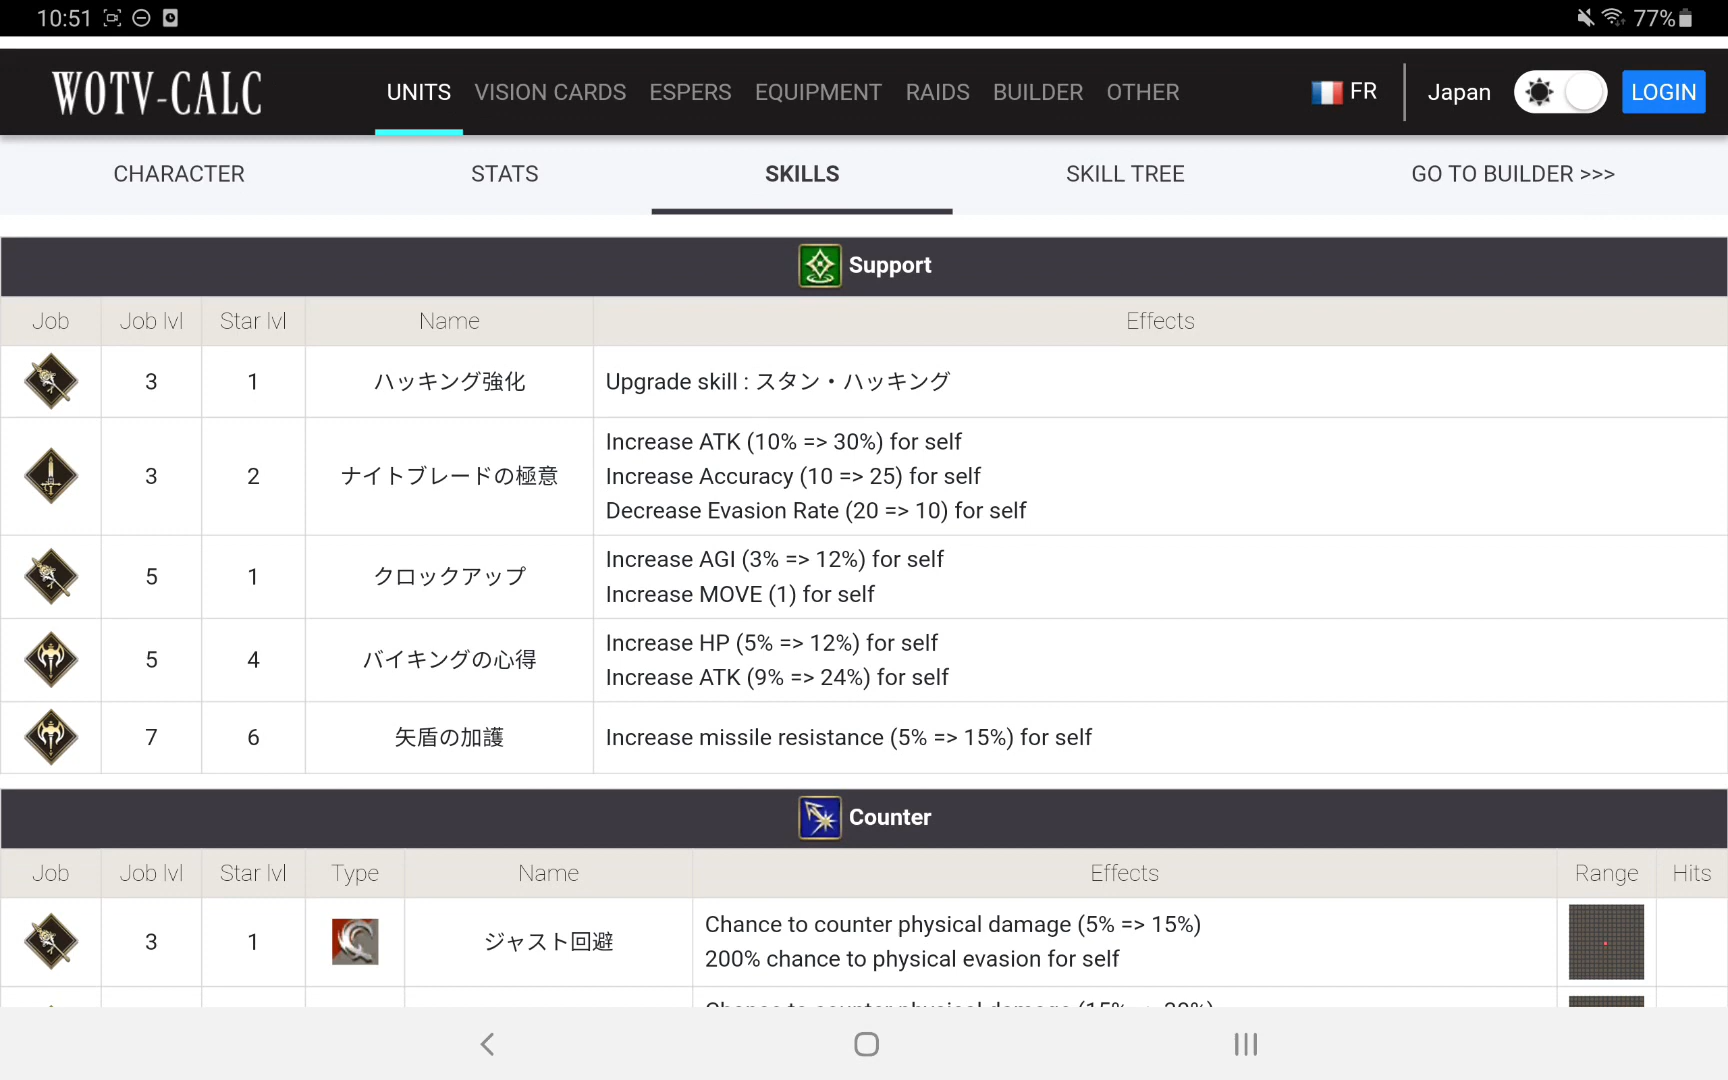 10:51
77%
WOTV-CALC
UNITS VISION CARDS ESPERS EQUIPMENT RAIDS BUILDER OTHER
FR
Japan
LOGIN
CHARACTER STATS SKILLS SKILL TREE GO TO BUILDER >>>
Support
Job Job lvl Star lvl Name Effects
3 1 ハッキング強化 Upgrade skill : スタン・ハッキング
3 2 ナイトブレードの極意
Increase ATK (10% => 30%) for self
Increase Accuracy (10 => 25) for self
Decrease Evasion Rate (20 => 10) for self
5 1 クロックアップ
Increase AGI (3% => 12%) for self
Increase MOVE (1) for self
5 4 バイキングの心得
Increase HP (5% => 12%) for self
Increase ATK (9% => 24%) for self
7 6 矢盾の加護 Increase missile resistance (5% => 15%) for self
Counter
Job Job lvl Star lvl Type Name Effects Range Hits
3 1 ジャスト回避
Chance to counter physical damage (5% => 15%)
200% chance to physical evasion for self